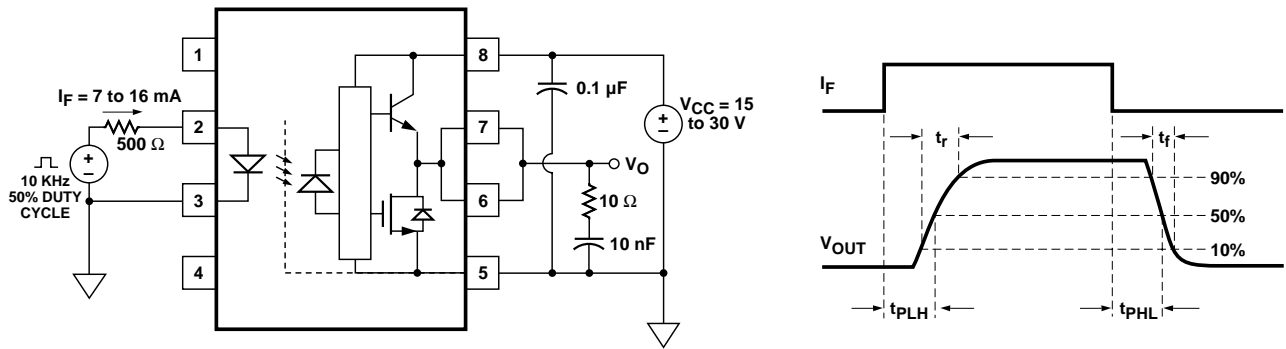 1
I_F = 7 to 16 mA
500 Ω
2
+
–
10 KHz
50% DUTY
CYCLE
3
4
8
7
6
5
0.1 µF
V_CC = 15
to 30 V
+
–
V_O
10 Ω
10 nF
I_F
t_r
t_f
90%
50%
10%
V_OUT
t_PLH
t_PHL